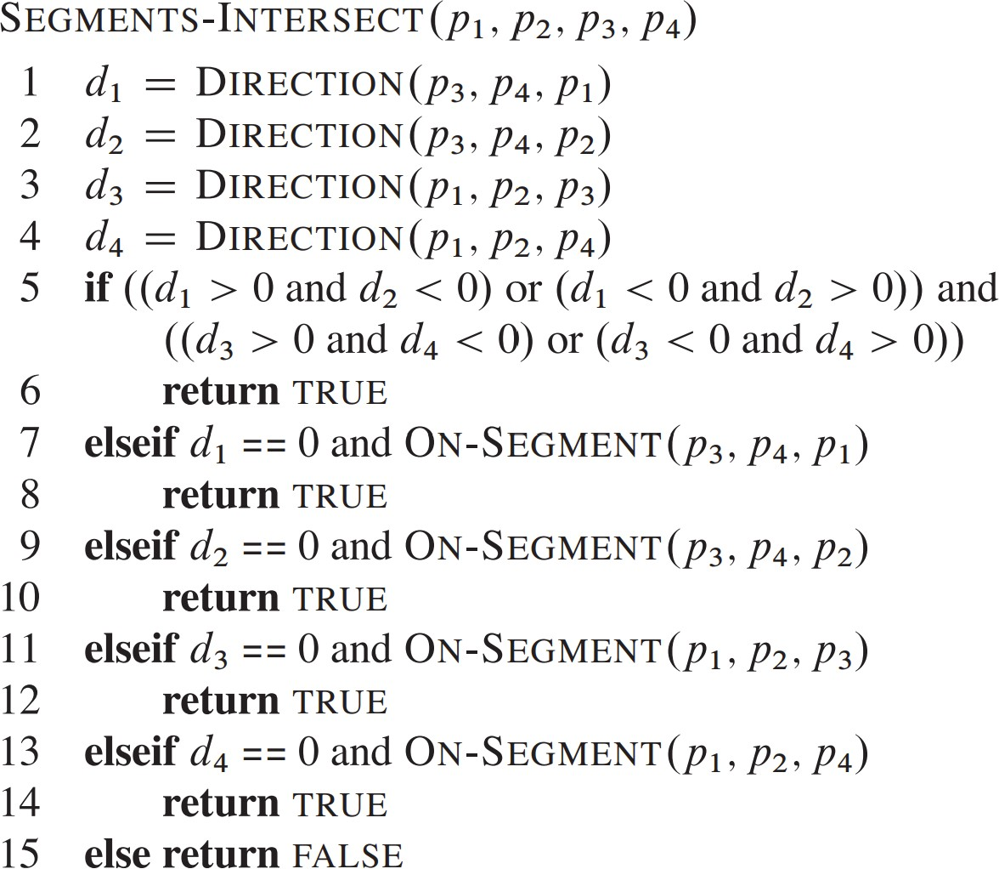 SEGMENTS-INTERSECT(p₁, p₂, p₃, p₄)
1 d₁ = DIRECTION(p₃, p₄, p₁)
2 d₂ = DIRECTION(p₃, p₄, p₂)
3 d₃ = DIRECTION(p₁, p₂, p₃)
4 d₄ = DIRECTION(p₁, p₂, p₄)
5 if ((d₁ > 0 and d₂ < 0) or (d₁ < 0 and d₂ > 0)) and
((d₃ > 0 and d₄ < 0) or (d₃ < 0 and d₄ > 0))
6 return TRUE
7 elseif d₁ == 0 and ON-SEGMENT(p₃, p₄, p₁)
8 return TRUE
9 elseif d₂ == 0 and ON-SEGMENT(p₃, p₄, p₂)
10 return TRUE
11 elseif d₃ == 0 and ON-SEGMENT(p₁, p₂, p₃)
12 return TRUE
13 elseif d₄ == 0 and ON-SEGMENT(p₁, p₂, p₄)
14 return TRUE
15 else return FALSE